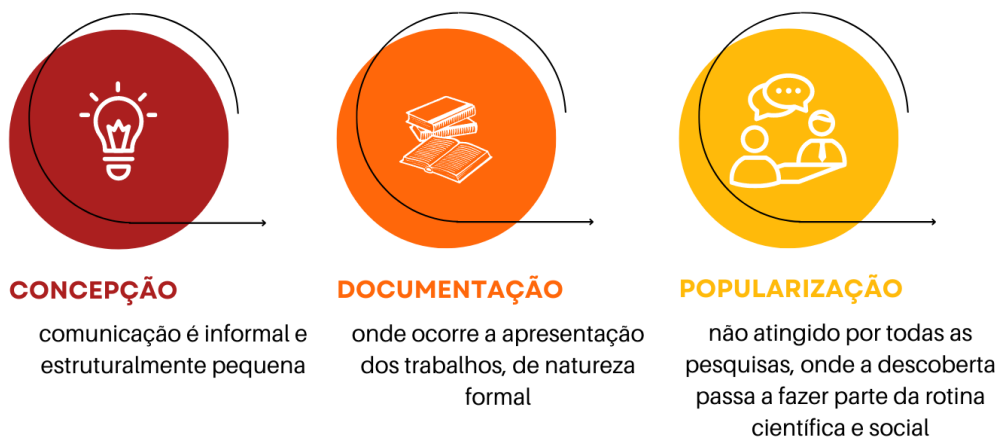 CONCEPÇÃO
comunicação é informal e
estruturalmente pequena
DOCUMENTAÇÃO
onde ocorre a apresentação
dos trabalhos, de natureza
formal
POPULARIZAÇÃO
não atingido por todas as
pesquisas, onde a descoberta
passa a fazer parte da rotina
científica e social